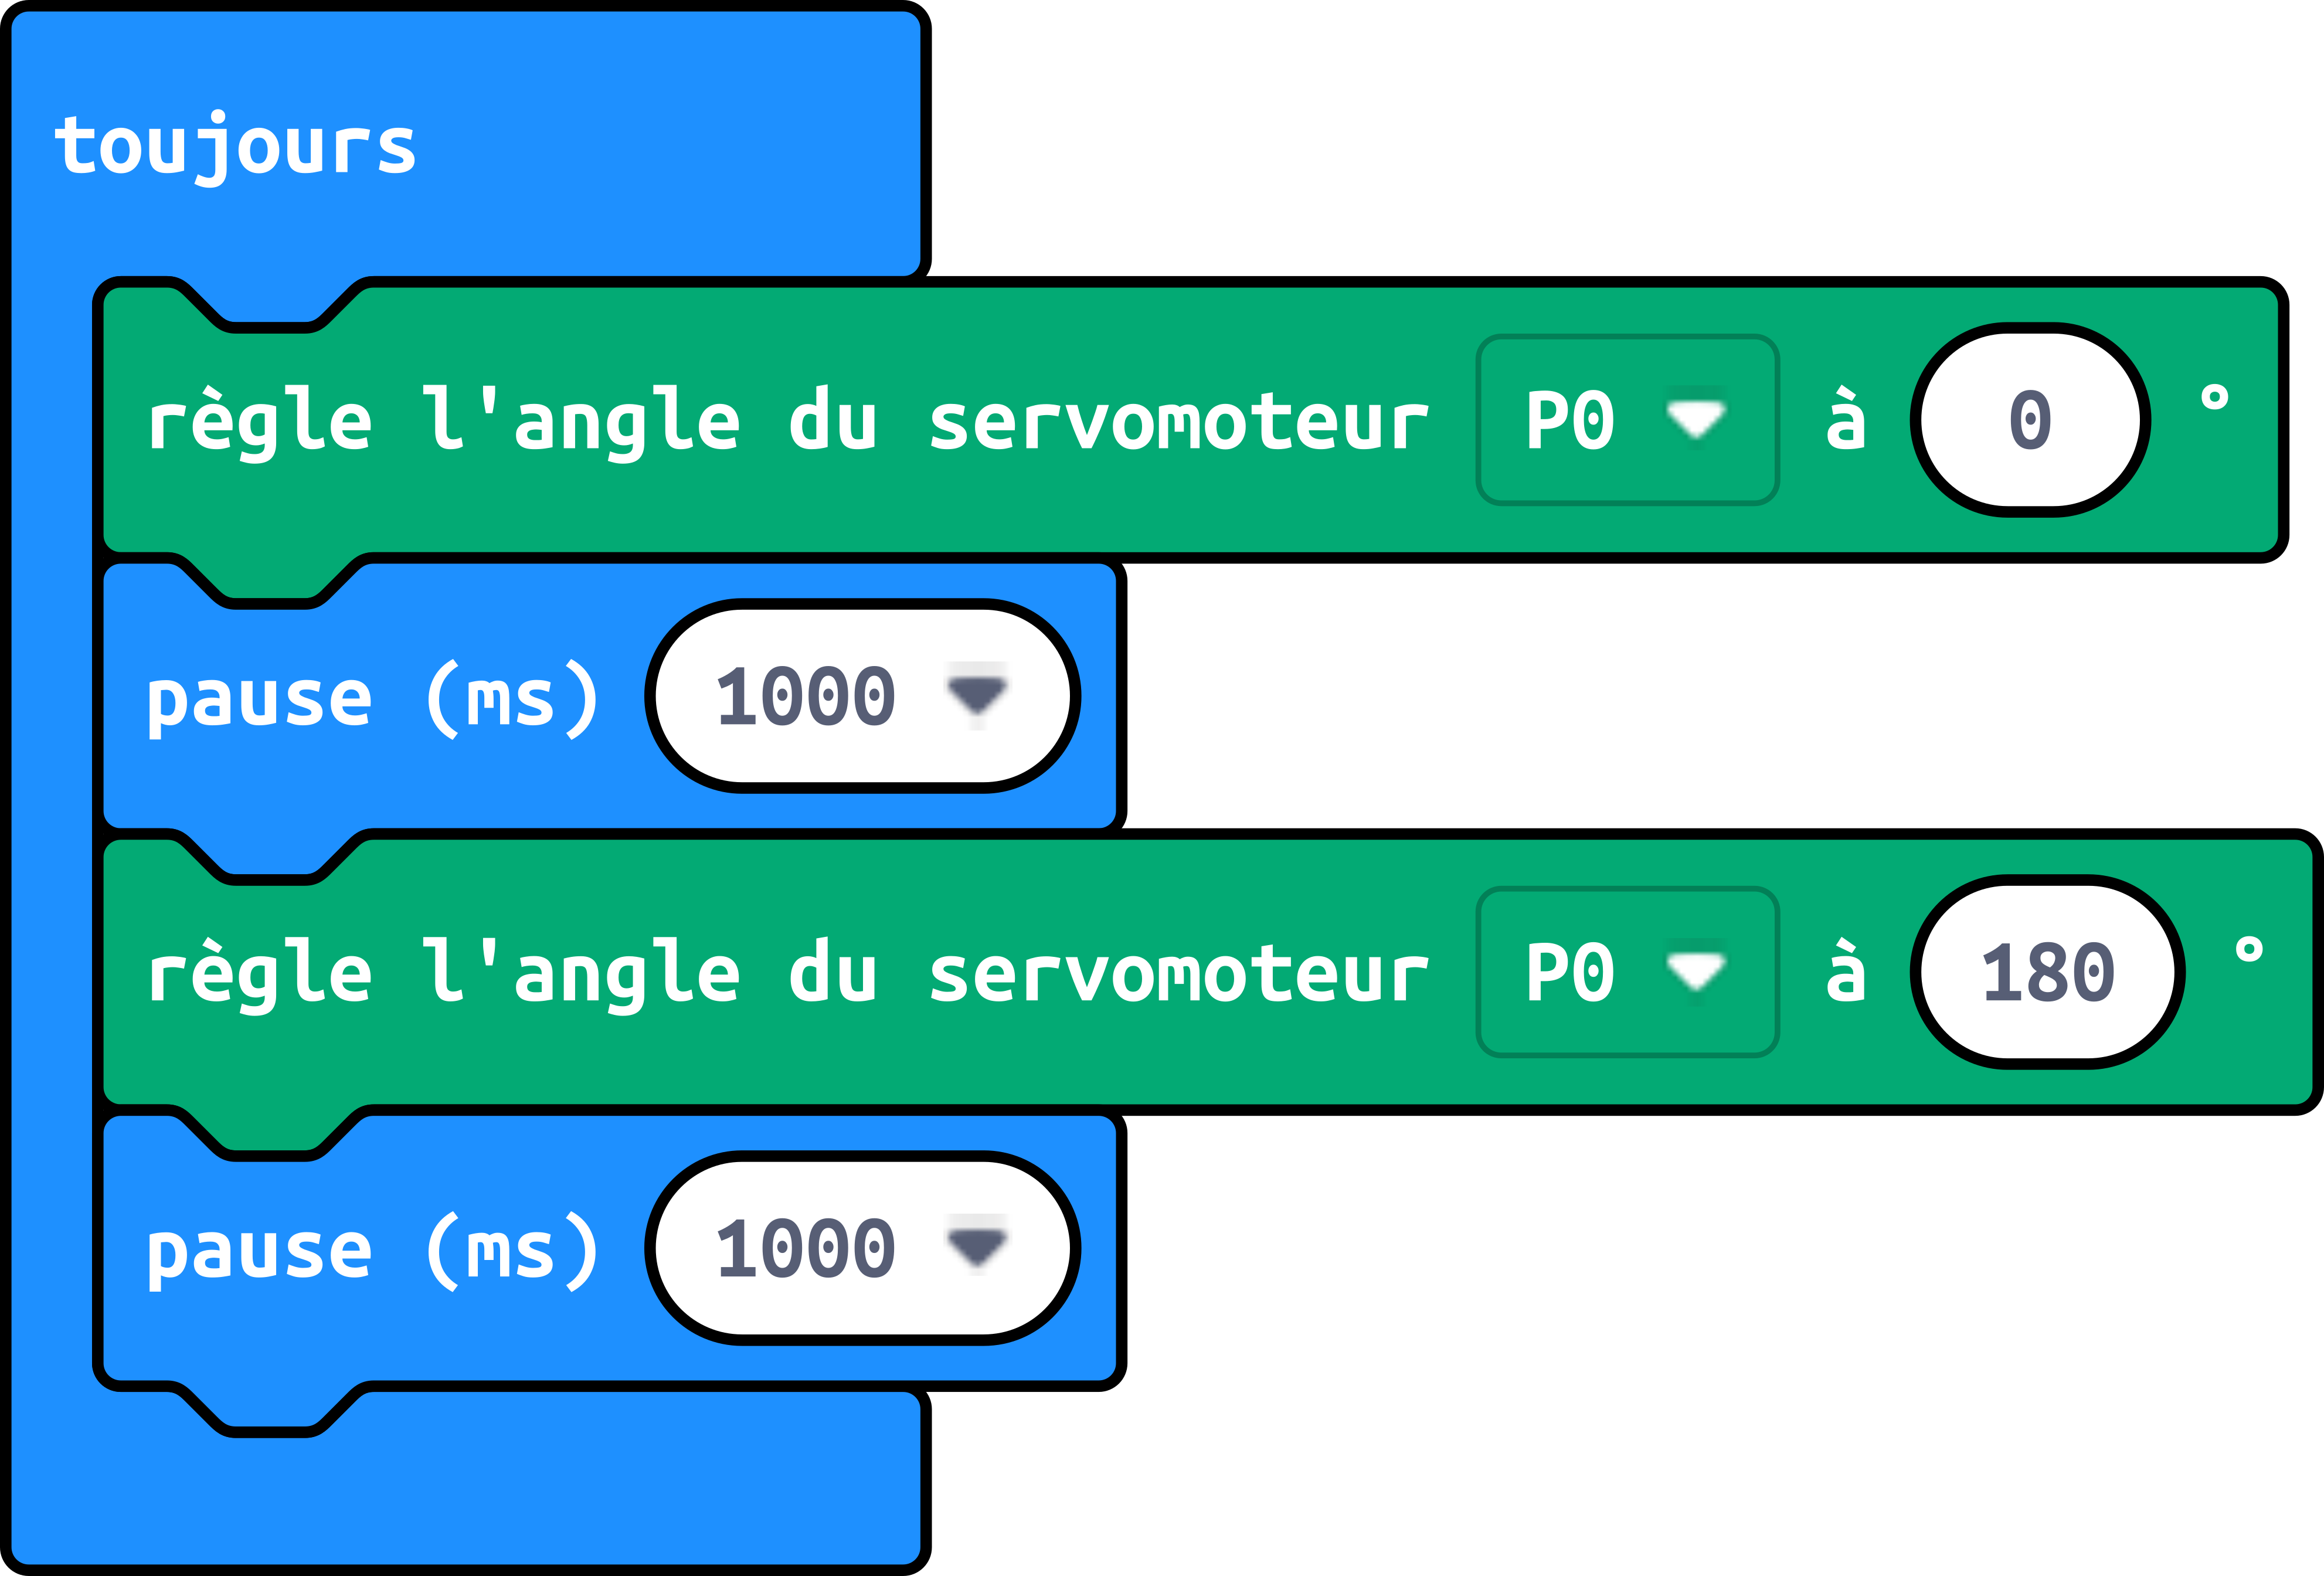 toujours
règle l'angle du servomoteur P0 à 0 °
pause (ms) 1000
règle l'angle du servomoteur P0 à 180 °
pause (ms) 1000